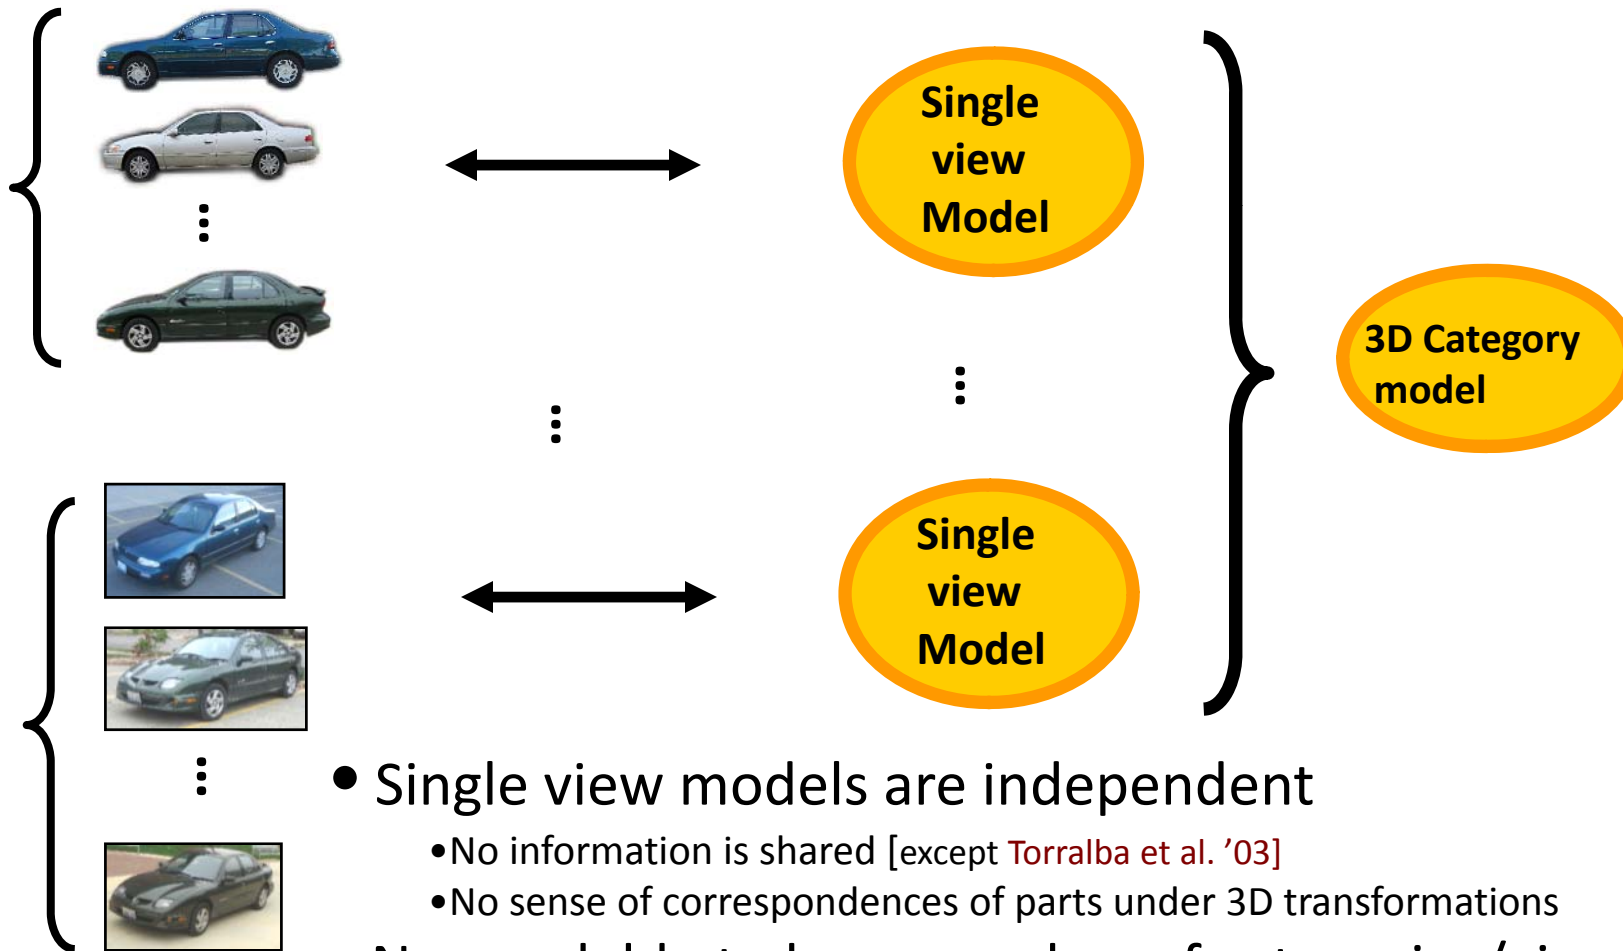 Single
view
Model
3D Category
model
Single
view
Model
• Single view models are independent
•No information is shared [except Torralba et al. ’03]
•No sense of correspondences of parts under 3D transformations